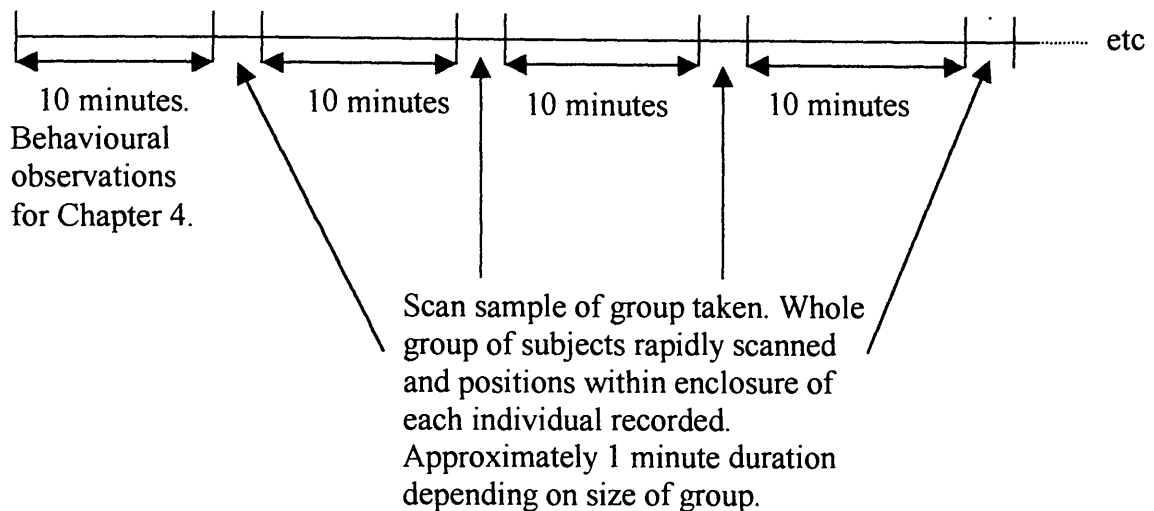 etc
10 minutes.
10 minutes
10 minutes
10 minutes
Behavioural
observations
for Chapter 4.
Scan sample of group taken. Whole
group of subjects rapidly scanned
and positions within enclosure of
each individual recorded.
Approximately 1 minute duration
depending on size of group.